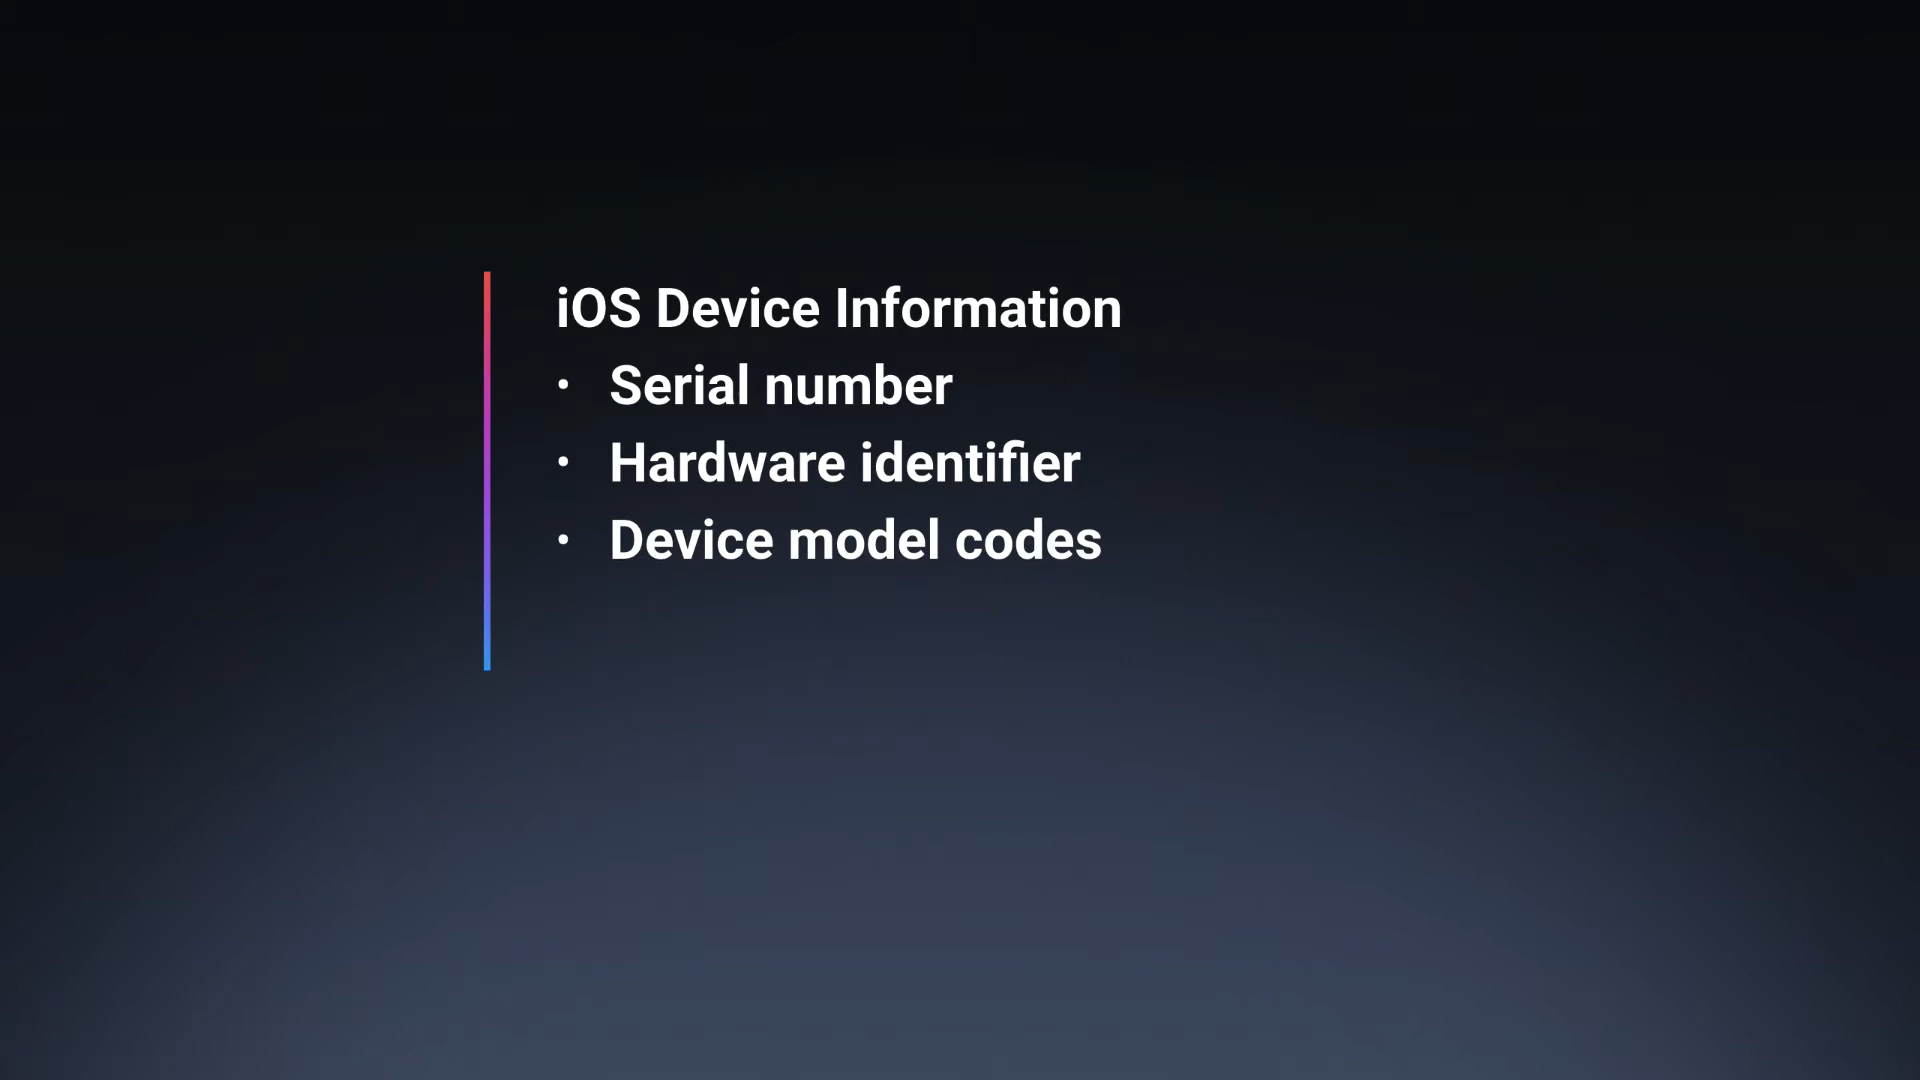 iOS Device Information
• Serial number
• Hardware identifier
• Device model codes